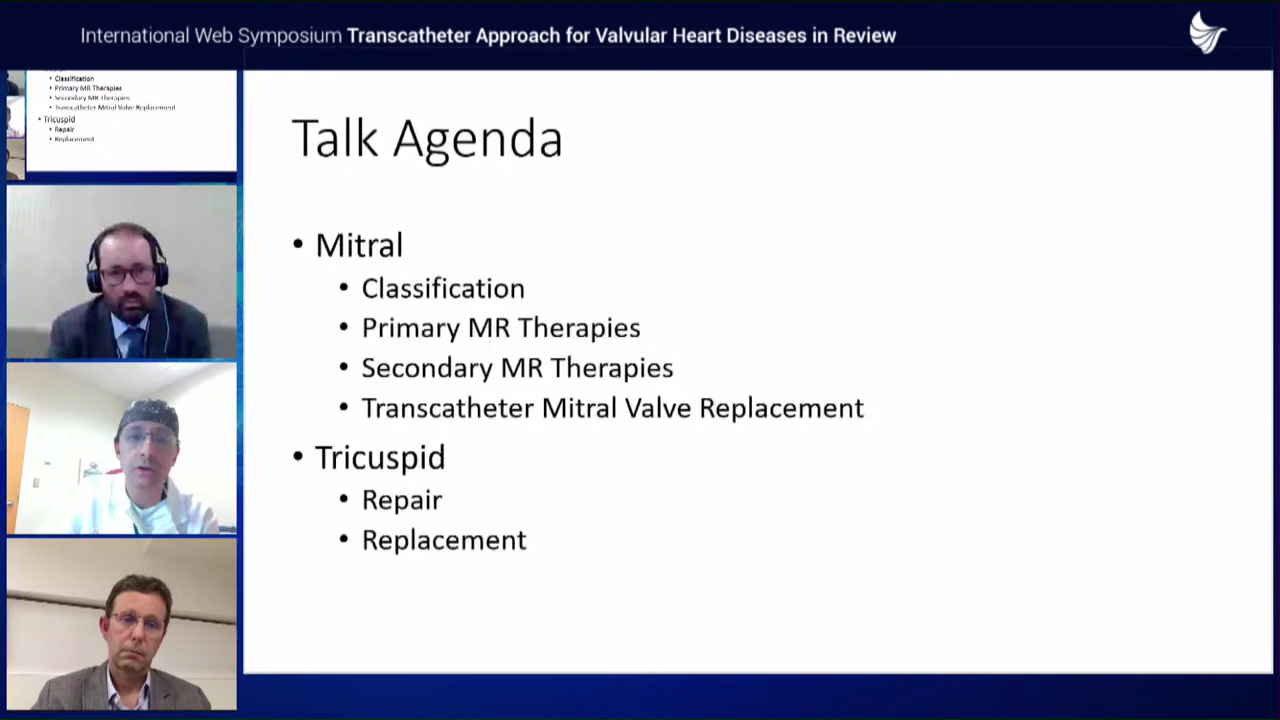 International Web Symposium Transcatheter Approach for Valvular Heart Diseases in Review
Classification
Primary MR Therapies
Secondary MR Therapies
Transcatheter Mitral Valve Replacement
Tricuspid
Repair
Replacement
Talk Agenda
• Mitral
• Classification
• Primary MR Therapies
• Secondary MR Therapies
• Transcatheter Mitral Valve Replacement
• Tricuspid
• Repair
• Replacement